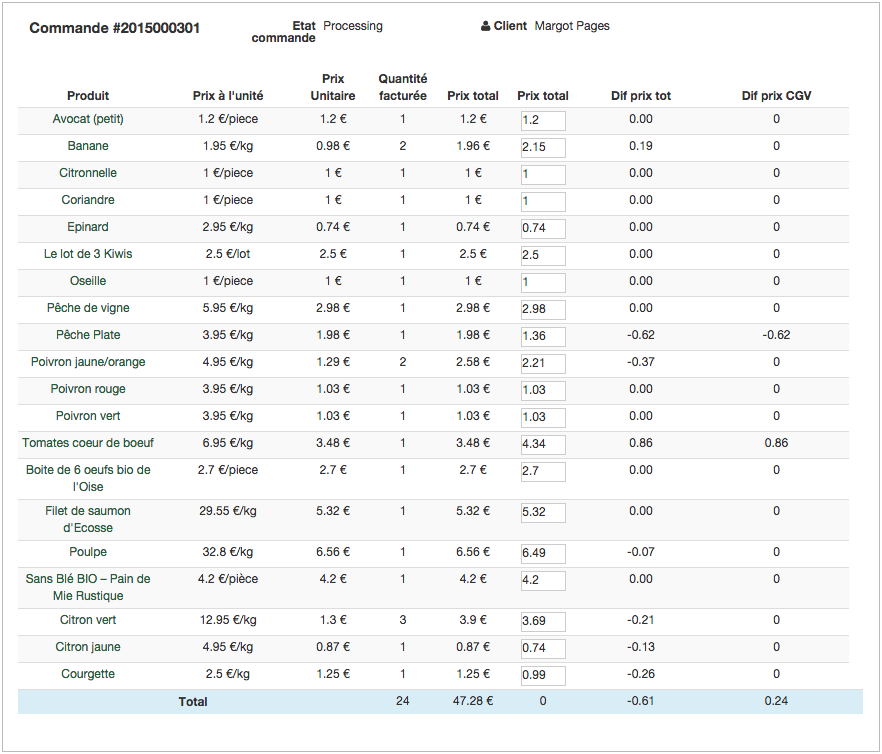 Commande #2015000301
Etat commande Processing
Client Margot Pages
Produit Prix à l'unité Prix Unitaire Quantité facturée Prix total Prix total Dif prix tot Dif prix CGV
Avocat (petit) 1.2 €/piece 1.2 € 1 1.2 € 1.2 0.00 0
Banane 1.95 €/kg 0.98 € 2 1.96 € 2.15 0.19 0
Citronnelle 1 €/piece 1 € 1 1 € 1 0.00 0
Coriandre 1 €/piece 1 € 1 1 € 1 0.00 0
Epinard 2.95 €/kg 0.74 € 1 0.74 € 0.74 0.00 0
Le lot de 3 Kiwis 2.5 €/lot 2.5 € 1 2.5 € 2.5 0.00 0
Oseille 1 €/piece 1 € 1 1 € 1 0.00 0
Pêche de vigne 5.95 €/kg 2.98 € 1 2.98 € 2.98 0.00 0
Pêche Plate 3.95 €/kg 1.98 € 1 1.98 € 1.36 -0.62 -0.62
Poivron jaune/orange 4.95 €/kg 1.29 € 2 2.58 € 2.21 -0.37 0
Poivron rouge 3.95 €/kg 1.03 € 1 1.03 € 1.03 0.00 0
Poivron vert 3.95 €/kg 1.03 € 1 1.03 € 1.03 0.00 0
Tomates coeur de boeuf 6.95 €/kg 3.48 € 1 3.48 € 4.34 0.86 0.86
Boite de 6 oeufs bio de l'Oise 2.7 €/piece 2.7 € 1 2.7 € 2.7 0.00 0
Filet de saumon d'Ecosse 29.55 €/kg 5.32 € 1 5.32 € 5.32 0.00 0
Poulpe 32.8 €/kg 6.56 € 1 6.56 € 6.49 -0.07 0
Sans Blé BIO – Pain de Mie Rustique 4.2 €/pièce 4.2 € 1 4.2 € 4.2 0.00 0
Citron vert 12.95 €/kg 1.3 € 3 3.9 € 3.69 -0.21 0
Citron jaune 4.95 €/kg 0.87 € 1 0.87 € 0.74 -0.13 0
Courgette 2.5 €/kg 1.25 € 1 1.25 € 0.99 -0.26 0
Total 24 47.28 € 0 -0.61 0.24